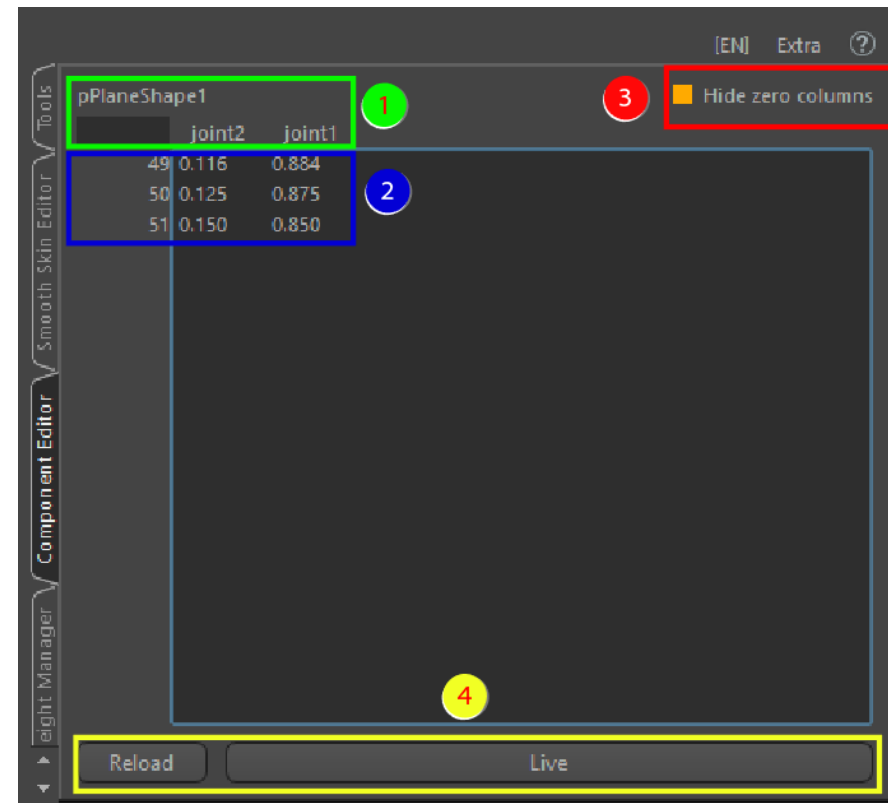 [EN] Extra ?
pPlaneShape1
1
3
Hide zero columns
joint2 joint1
49 0.116 0.884
50 0.125 0.875
51 0.150 0.850
2
4
Reload
Live
Tools
Smooth Skin Editor
Component Editor
eight Manager